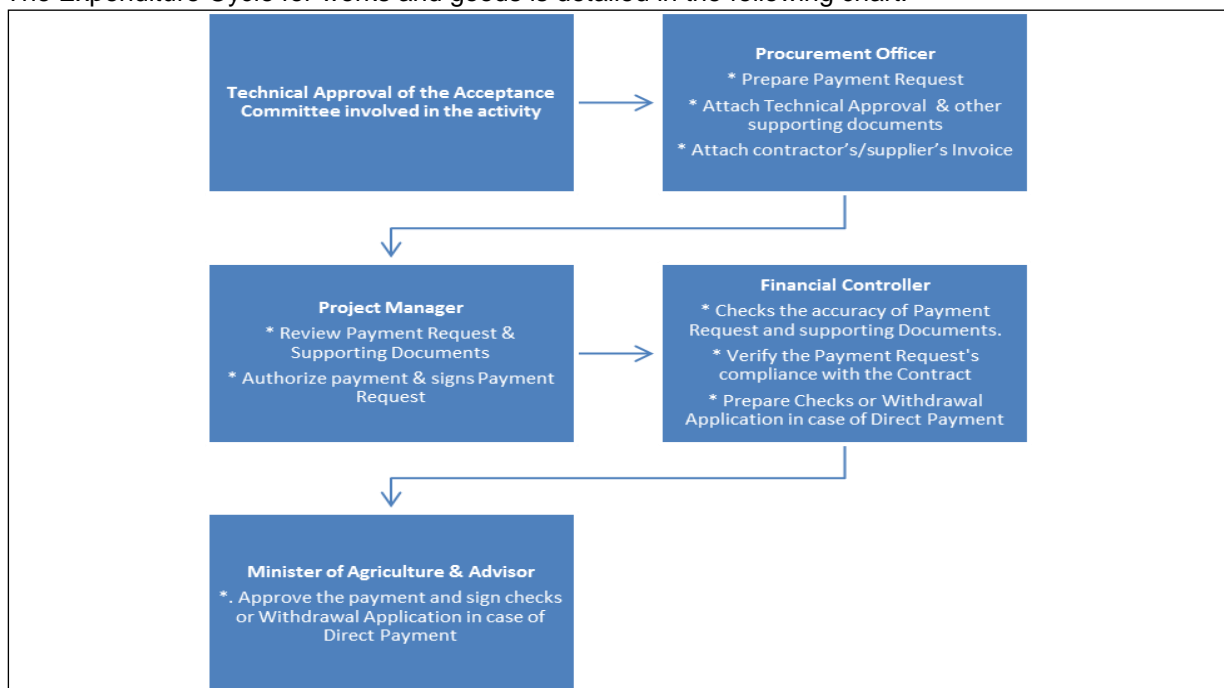 The Expenditure Cycle for works and goods is detailed in the following chart.
Technical Approval of the Acceptance
Committee involved in the activity
Procurement Officer
* Prepare Payment Request
* Attach Technical Approval & other
supporting documents
* Attach contractor's/supplier's Invoice
Project Manager
* Review Payment Request &
Supporting Documents
* Authorize payment & signs Payment
Request
Financial Controller
* Checks the accuracy of Payment
Request and supporting Documents.
* Verify the Payment Request's
compliance with the Contract
* Prepare Checks or Withdrawal
Application in case of Direct Payment
Minister of Agriculture & Advisor
*. Approve the payment and sign checks
or Withdrawal Application in case of
Direct Payment